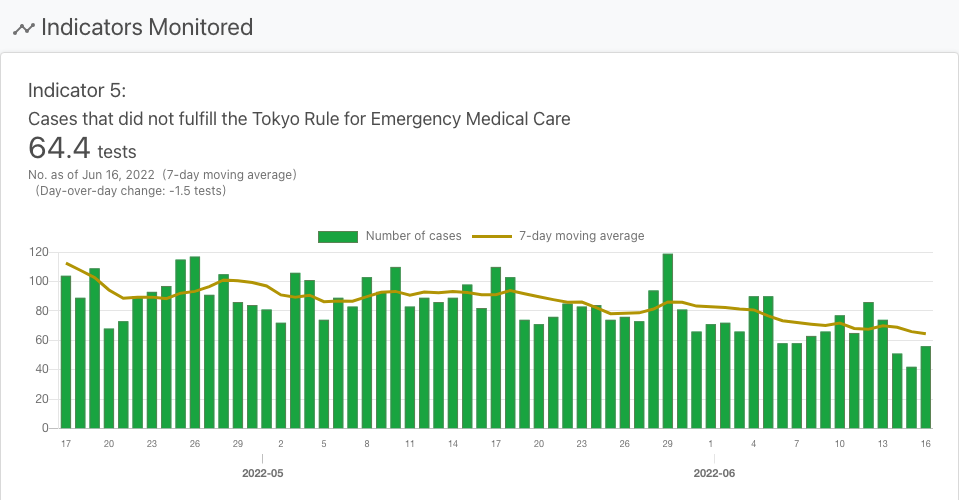 Indicators Monitored
Indicator 5:
Cases that did not fulfill the Tokyo Rule for Emergency Medical Care
64.4 tests
No. as of Jun 16, 2022 (7-day moving average)
(Day-over-day change: -1.5 tests)
Number of cases 7-day moving average
120
100
80
60
40
20
0
17 20 23 26 29 2 5 8 11 14 17 20 23 26 29 1 4 7 10 13 16
2022-05 2022-06